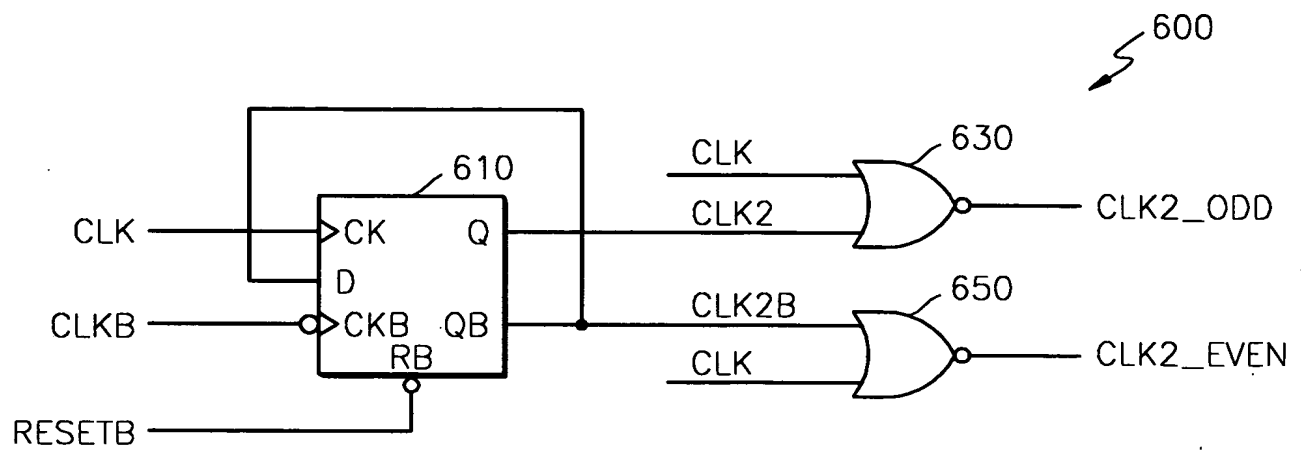 600
CLK
630
610
CLK2_ODD
CLK
CK
Q
CLK2
D
650
CLK2B
CLKB
CKB
QB
CLK2_EVEN
RB
CLK
RESETB